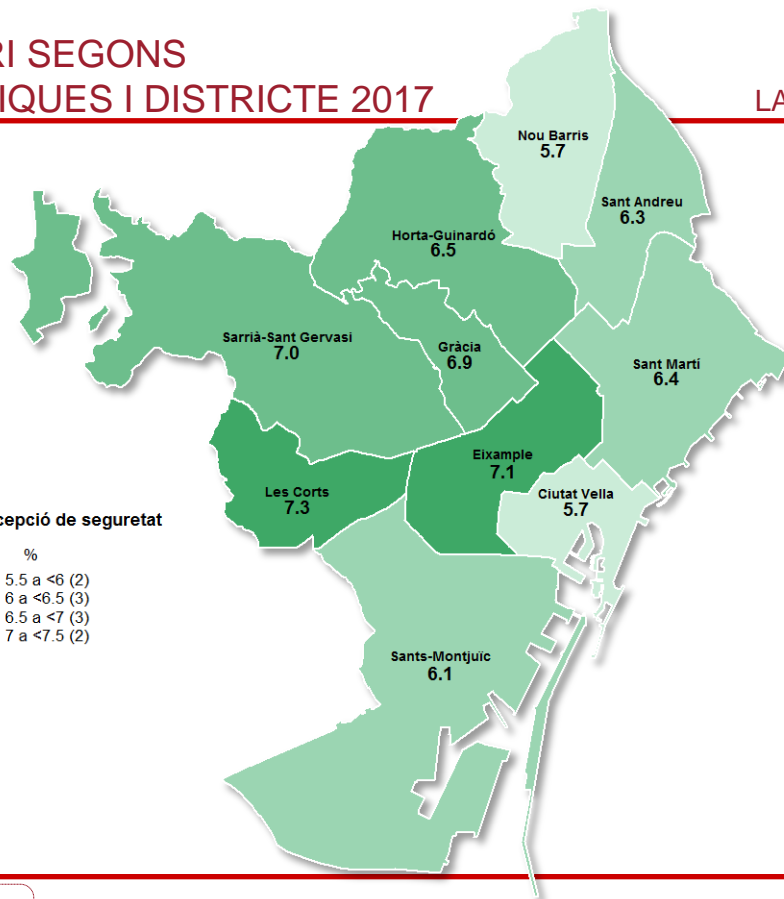 RI SEGONS
IQUES I DISTRICTE 2017
LA
Nou Barris
5.7
Sant Andreu
6.3
Horta-Guinardó
6.5
Sarrià-Sant Gervasi
7.0
Gràcia
6.9
Sant Martí
6.4
Eixample
7.1
Les Corts
7.3
Ciutat Vella
5.7
cepció de seguretat
%
5.5 a <6 (2)
6 a <6.5 (3)
6.5 a <7 (3)
7 a <7.5 (2)
Sants-Montjuïc
6.1